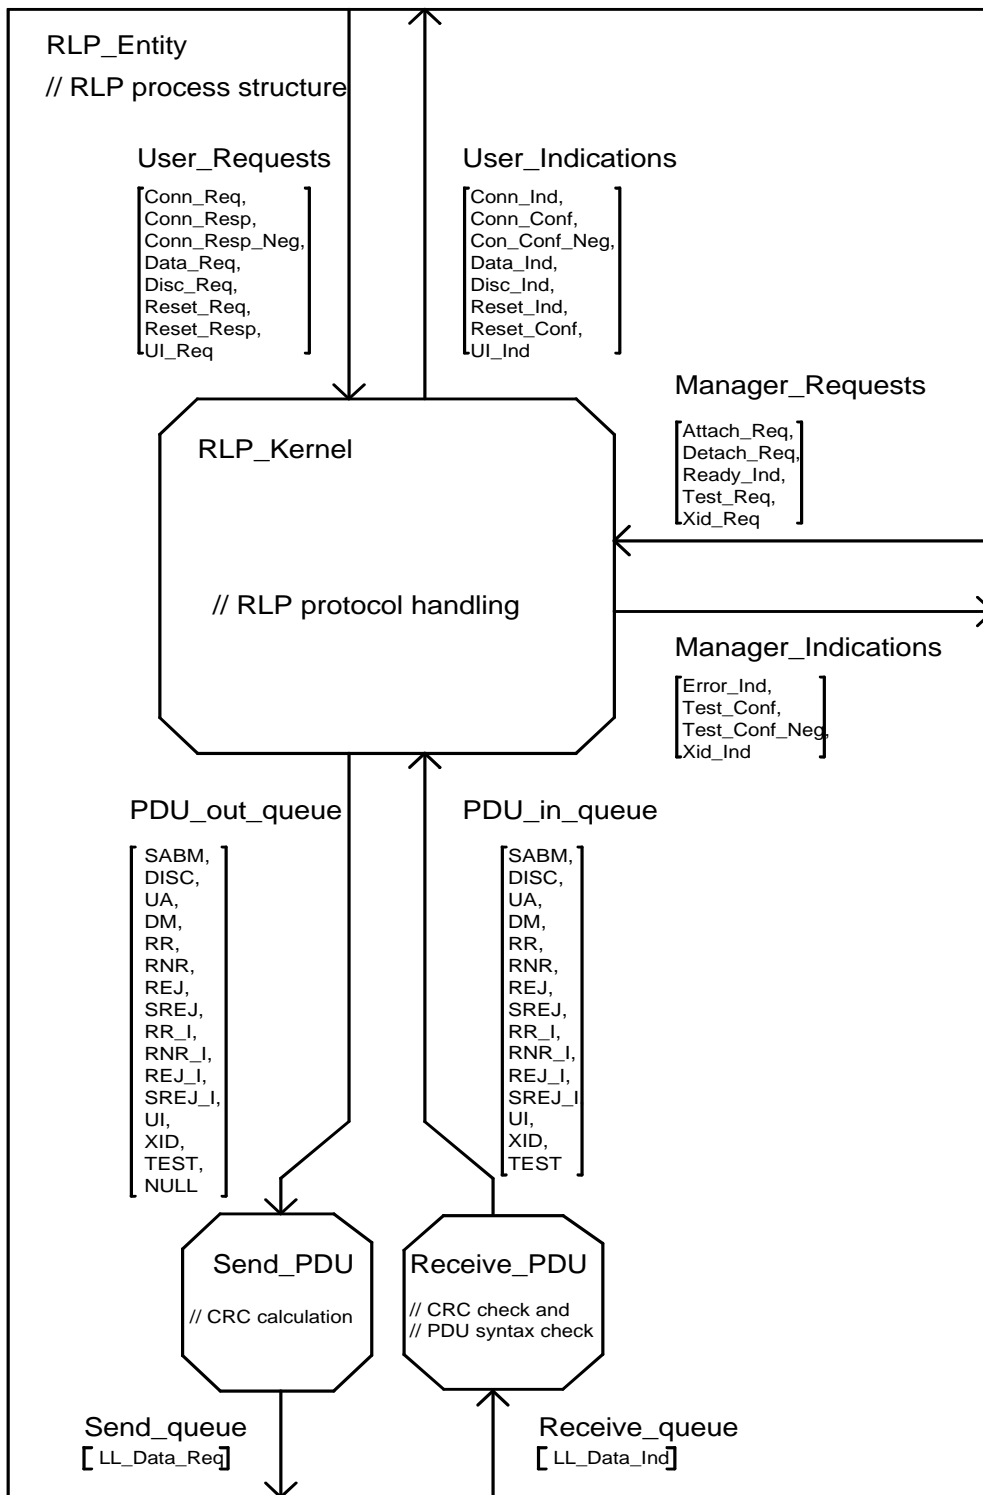 RLP_Entity
// RLP process structure
User_Requests
Conn_Req,
Conn_Resp,
Conn_Resp_Neg,
Data_Req,
Disc_Req,
Reset_Req,
Reset_Resp,
UI_Req
User_Indications
Conn_Ind,
Conn_Conf,
Con_Conf_Neg,
Data_Ind,
Disc_Ind,
Reset_Ind,
Reset_Conf,
UI_Ind
Manager_Requests
Attach_Req,
Detach_Req,
Ready_Ind,
Test_Req,
Xid_Req
RLP_Kernel
// RLP protocol handling
Manager_Indications
Error_Ind,
Test_Conf,
Test_Conf_Neg,
Xid_Ind
PDU_out_queue
SABM,
DISC,
UA,
DM,
RR,
RNR,
REJ,
SREJ,
RR_I,
RNR_I,
REJ_I,
SREJ_I,
UI,
XID,
TEST,
NULL
PDU_in_queue
SABM,
DISC,
UA,
DM,
RR,
RNR,
REJ,
SREJ,
RR_I,
RNR_I,
REJ_I,
SREJ_I
UI,
XID,
TEST
Send_PDU
// CRC calculation
Receive_PDU
// CRC check and
// PDU syntax check
Send_queue
[ LL_Data_Req]
Receive_queue
[ LL_Data_Ind]